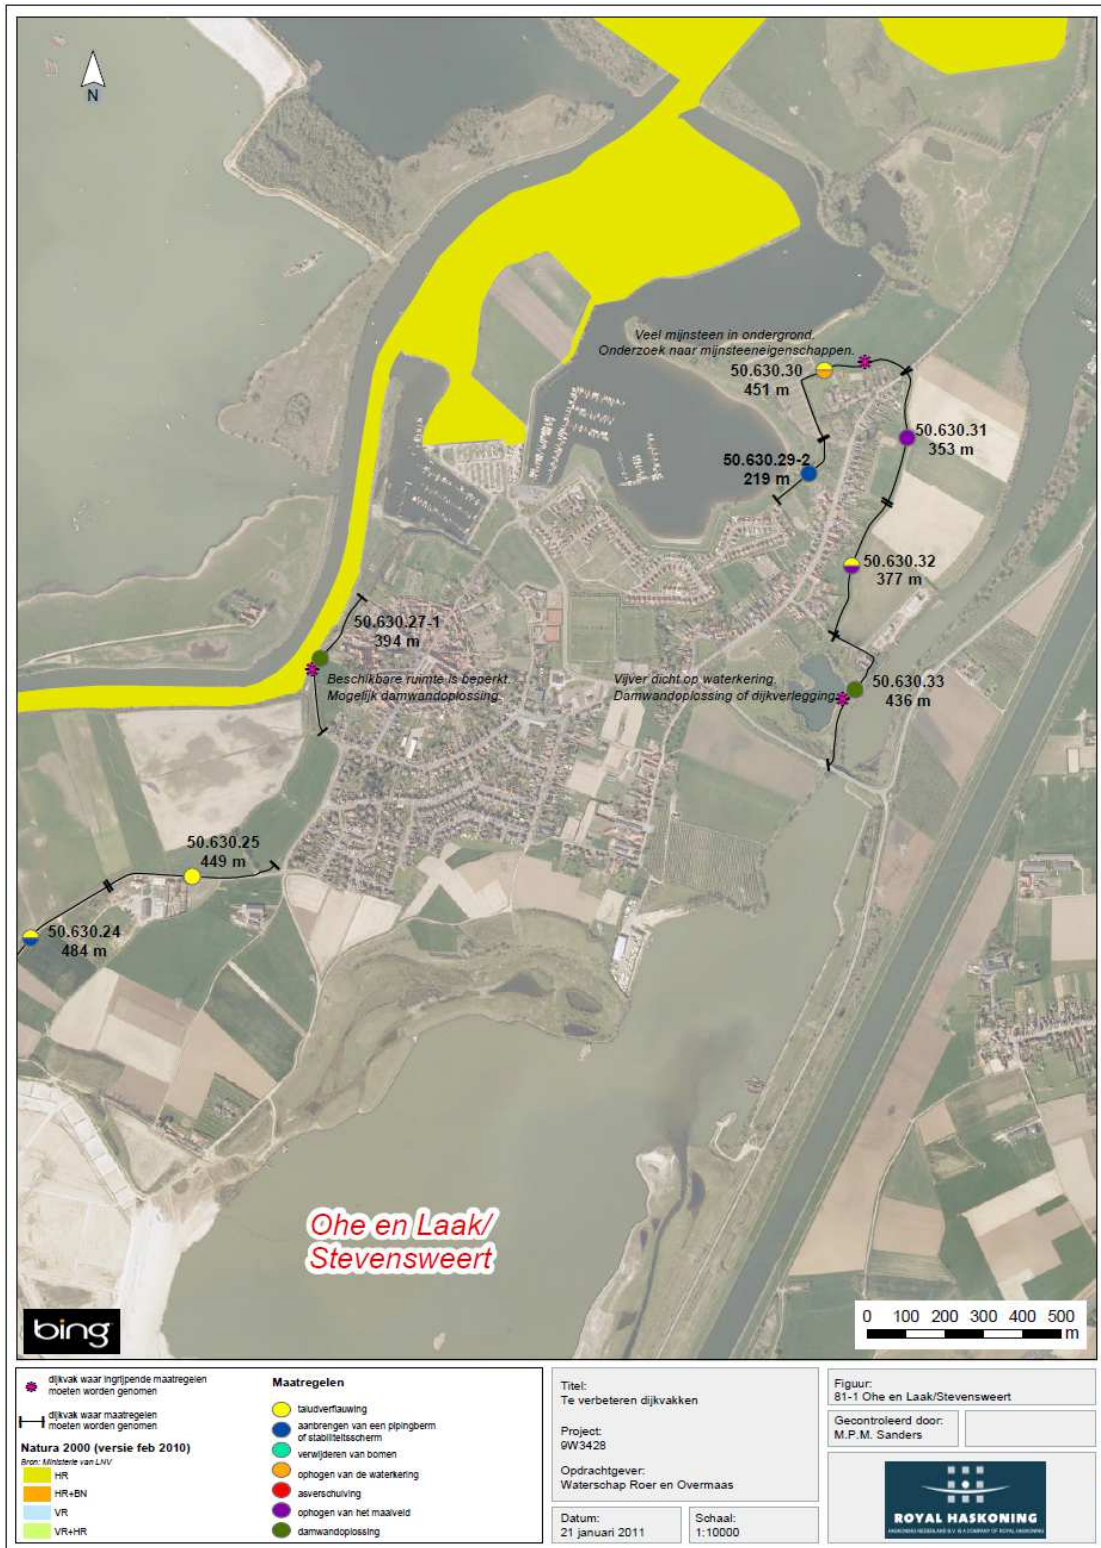 N
Veel mijnsteen in ondergrond.
Onderzoek naar mijnsteeneigenschappen.
50.630.30
451 m
50.630.31
353 m
50.630.29-2
219 m
50.630.32
377 m
50.630.27-1
394 m
Beschikbare ruimte is beperkt.
Mogelijk damwandoplossing.
Vijver dicht op waterkering.
Damwandoplossing of dijkverlegging.
50.630.33
436 m
50.630.25
449 m
50.630.24
484 m
Ohe en Laak/
Stevensweert
bing
0 100 200 300 400 500
m
dijkvak waar ingrijpende maatregelen
moeten worden genomen
dijkvak waar maatregelen
moeten worden genomen
Natura 2000 (versie feb 2010)
Bron: Ministerie van LNV
HR
HR+BN
VR
VR+HR
Maatregelen
taludverflauwing
aanbrengen van een pipingberm
of stabiliteitsscherm
verwijderen van bomen
ophogen van de waterkering
asverschuiving
ophogen van het maaiveld
damwandoplossing
Titel:
Te verbeteren dijkvakken
Project:
9W3428
Opdrachtgever:
Waterschap Roer en Overmaas
Datum:
21 januari 2011
Schaal:
1:10000
Figuur:
81-1 Ohe en Laak/Stevensweert
Gecontroleerd door:
M.P.M. Sanders
ROYAL HASKONING
HASKONING NEDERLAND B.V. IS A COMPANY OF ROYAL HASKONING